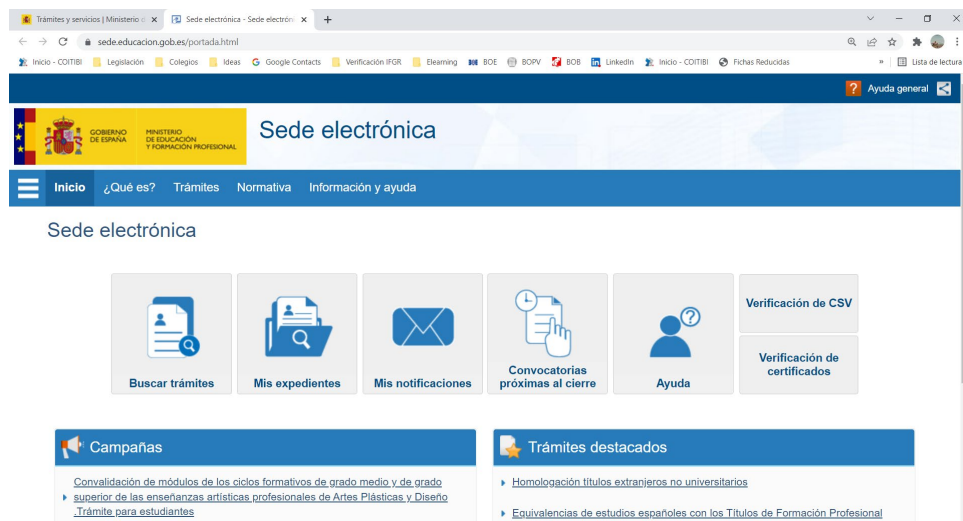 Trámites y servicios | Ministerio d
Sede electrónica - Sede electrón
sede.educacion.gob.es/portada.html
Inicio - COITIBI Legislación Colegios Ideas Google Contacts Verificación IFGR Elearning BOE BOPV BOB LinkedIn Inicio - COITIBI Fichas Reducidas » Lista de lectura
? Ayuda general
GOBIERNO DE ESPAÑA
MINISTERIO DE EDUCACIÓN Y FORMACIÓN PROFESIONAL
Sede electrónica
Inicio ¿Qué es? Trámites Normativa Información y ayuda
Sede electrónica
Buscar trámites
Mis expedientes
Mis notificaciones
Convocatorias
próximas al cierre
Ayuda
Verificación de CSV
Verificación de
certificados
Campañas
Convalidación de módulos de los ciclos formativos de grado medio y de grado
superior de las enseñanzas artísticas profesionales de Artes Plásticas y Diseño
.Trámite para estudiantes
Trámites destacados
Homologación títulos extranjeros no universitarios
Equivalencias de estudios españoles con los Títulos de Formación Profesional